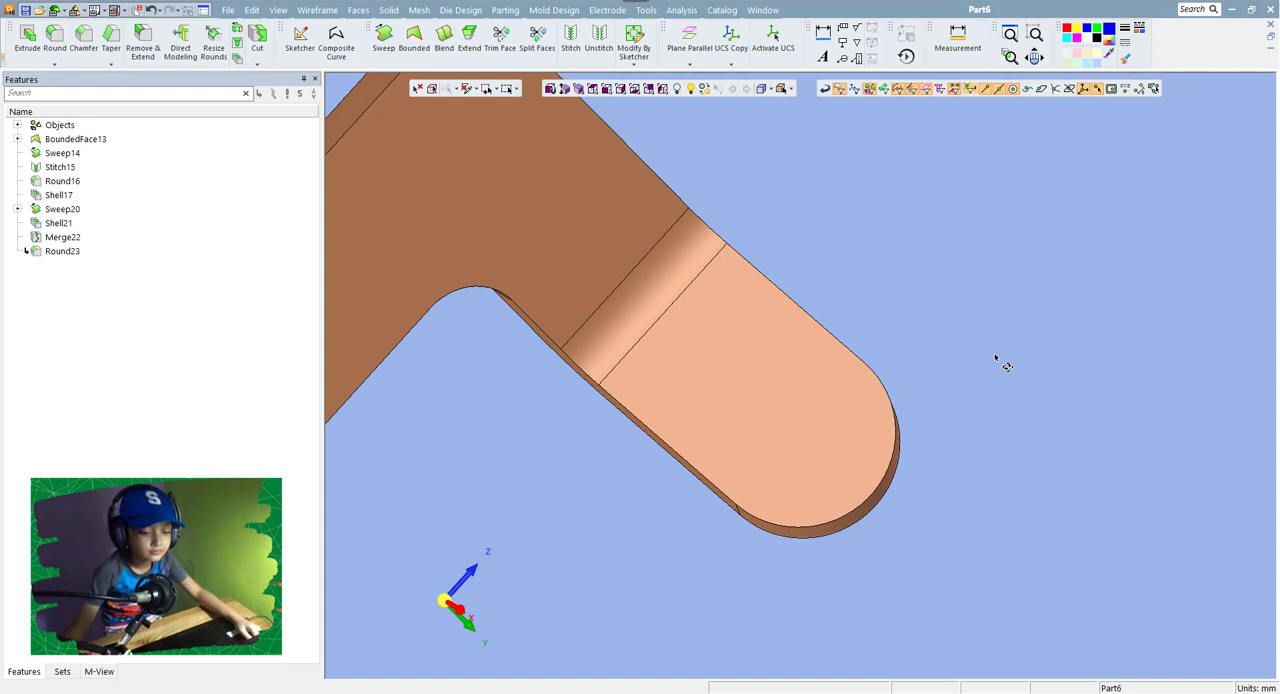 File Edit View Wireframe Faces Solid Mesh Die Design Parting Mold Design Electrode Tools Analysis Catalog Window Part6 Search
Extrude Round Chamfer Taper Remove & Extend Direct Modeling Resize Rounds Cut Sketcher Composite Curve Sweep Bounded Blend Extend Trim Face Split Faces Stitch Unstitch Modify By Sketcher Plane Parallel UCS Copy Activate UCS A Measurement
Features
Search
Name
Objects
BoundedFace13
Sweep14
Stitch15
Round16
Shell17
Sweep20
Shell21
Merge22
Round23
S
Z
X
Y
Features Sets M-View
Part6 Units: mm